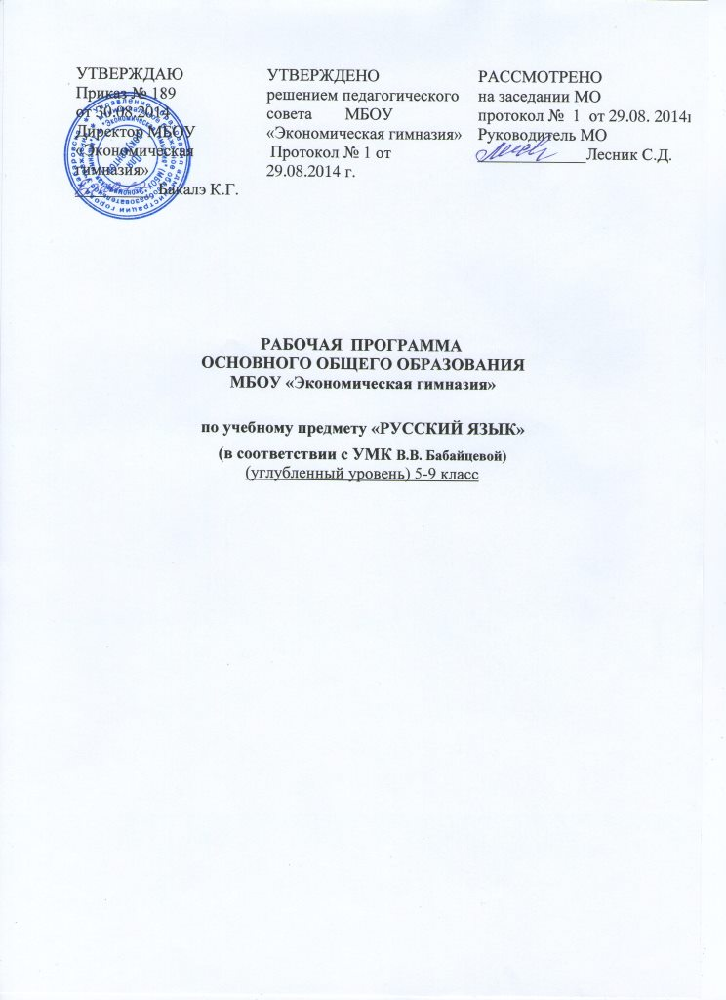 УТВЕРЖДАЮ
Приказ № 189
от 30.08.2014
Директор МБОУ
«Экономическая
гимназия»
Бакалэ К.Г.
УТВЕРЖДЕНО
решением педагогического
совета МБОУ
«Экономическая гимназия»
Протокол № 1 от
29.08.2014 г.
РАССМОТРЕНО
на заседании МО
протокол № 1 от 29.08. 2014г
Руководитель МО
____________Лесник С.Д.
РАБОЧАЯ ПРОГРАММА
ОСНОВНОГО ОБЩЕГО ОБРАЗОВАНИЯ
МБОУ «Экономическая гимназия»
по учебному предмету «РУССКИЙ ЯЗЫК»
(в соответствии с УМК В.В. Бабайцевой)
(углубленный уровень) 5-9 класс